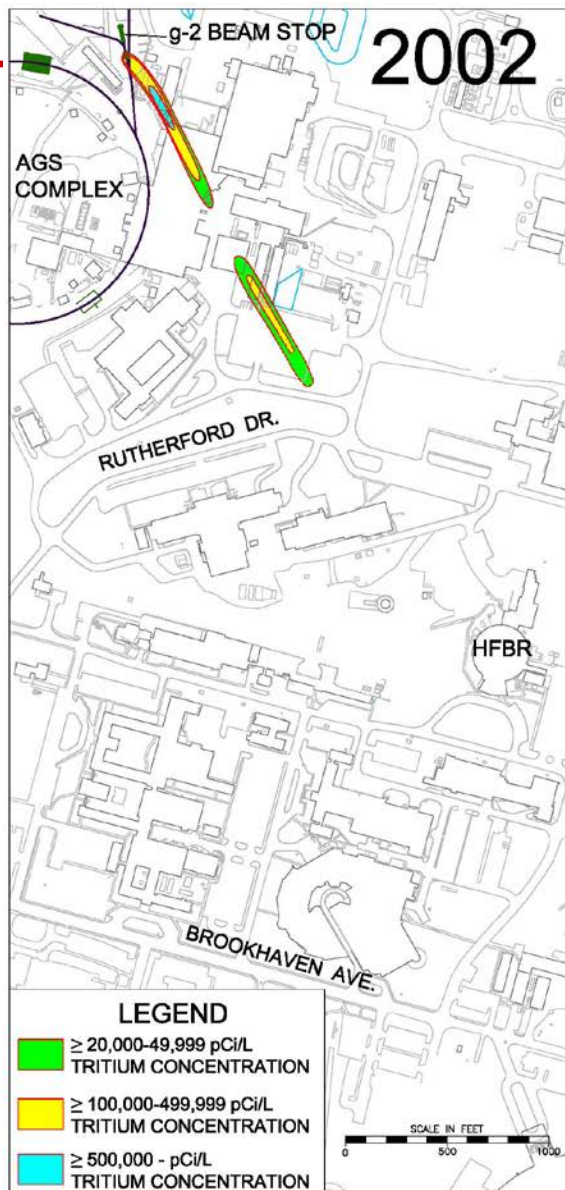 g-2 BEAM STOP
2002
AGS
COMPLEX
RUTHERFORD DR.
HFBR
BROOKHAVEN AVE.
LEGEND
≥ 20,000-49,999 pCi/L
TRITIUM CONCENTRATION
≥ 100,000-499,999 pCi/L
TRITIUM CONCENTRATION
≥ 500,000 - pCi/L
TRITIUM CONCENTRATION
SCALE IN FEET
0 500 1000